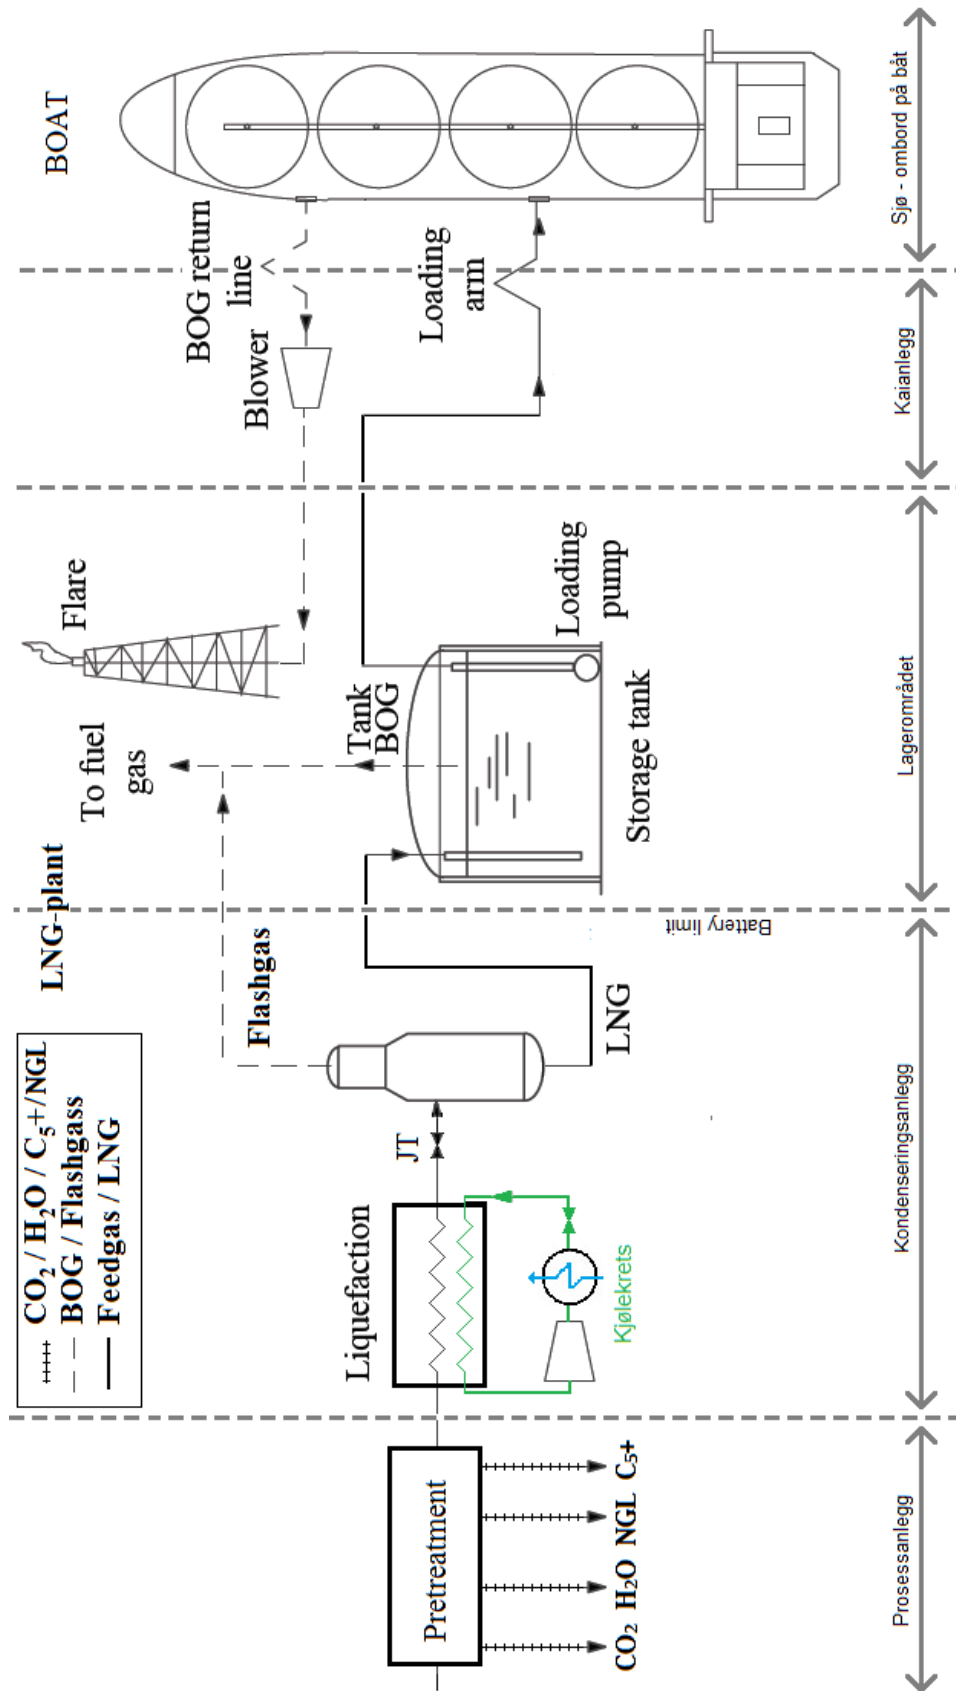 CO₂ / H₂O / C₅+/NGL
BOG / Flashgass
Feedgas / LNG
LNG-plant
BOAT
Pretreatment
CO₂ H₂O NGL C₅+
Liquefaction
Kjølekrets
JT
Flashgas
LNG
Battery limit
To fuel
gas
Flare
Tank
BOG
Storage tank
Loading
pump
Blower
BOG return
line
Loading
arm
Prosessanlegg
Kondenseringsanlegg
Lagerområdet
Kaianlegg
Sjø - ombord på båt